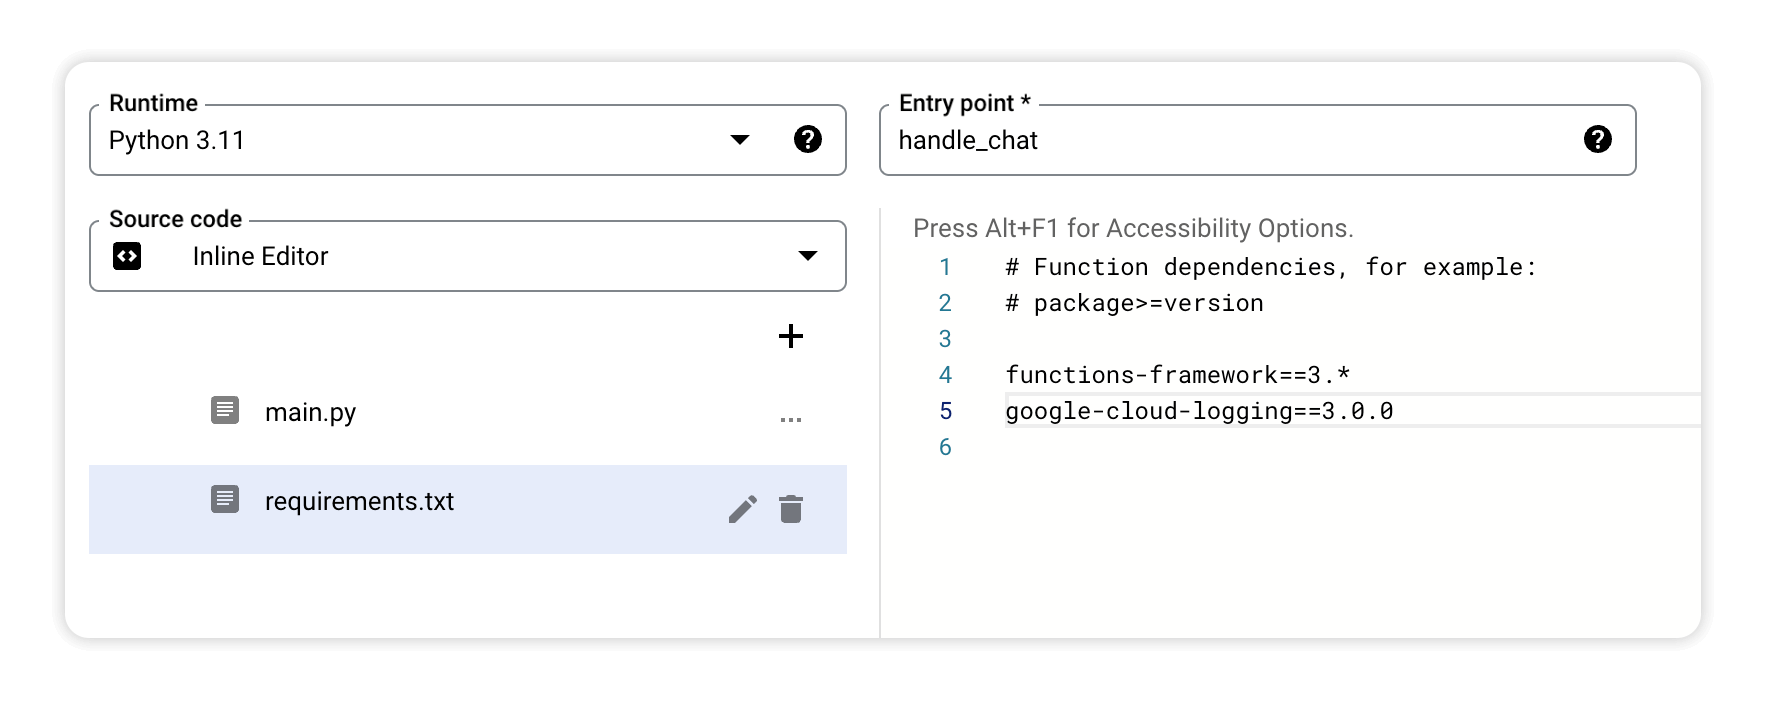 Runtime
Python 3.11
Entry point *
handle_chat
Source code
Inline Editor
main.py
...
requirements.txt
Press Alt+F1 for Accessibility Options.
1 # Function dependencies, for example:
2 # package>=version
3
4 functions-framework==3.*
5 google-cloud-logging==3.0.0
6